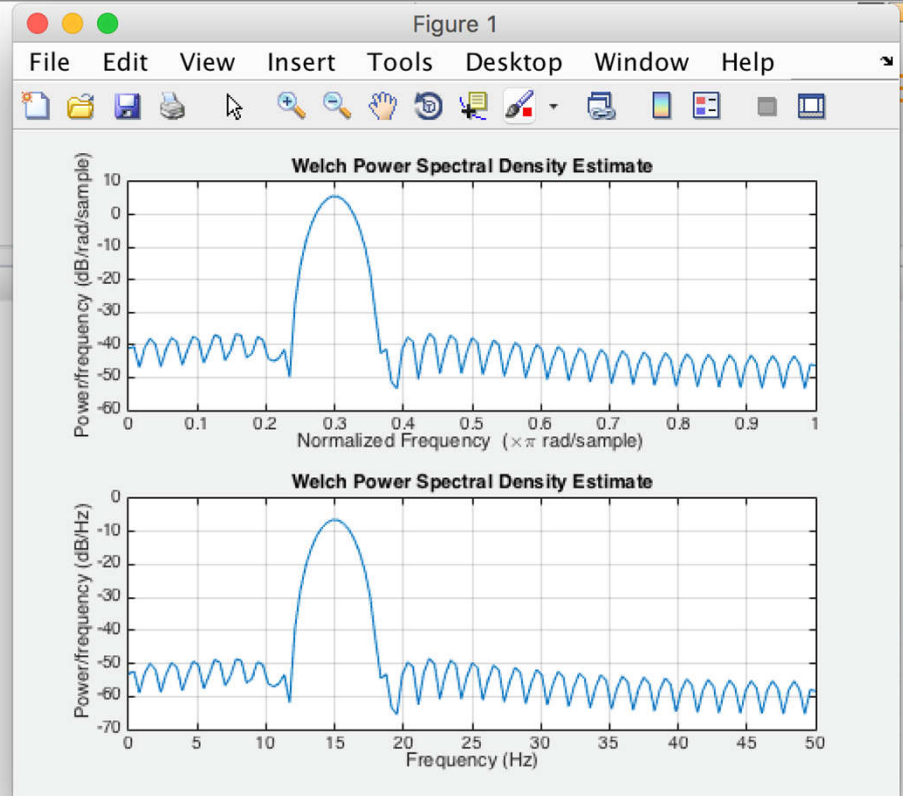 Figure 1
File Edit View Insert Tools Desktop Window Help
Welch Power Spectral Density Estimate
Power/frequency (dB/rad/sample)
10
0
-10
-20
-30
-40
-50
-60
0 0.1 0.2 0.3 0.4 0.5 0.6 0.7 0.8 0.9 1
Normalized Frequency (×π rad/sample)
Welch Power Spectral Density Estimate
Power/frequency (dB/Hz)
0
-10
-20
-30
-40
-50
-60
-70
0 5 10 15 20 25 30 35 40 45 50
Frequency (Hz)